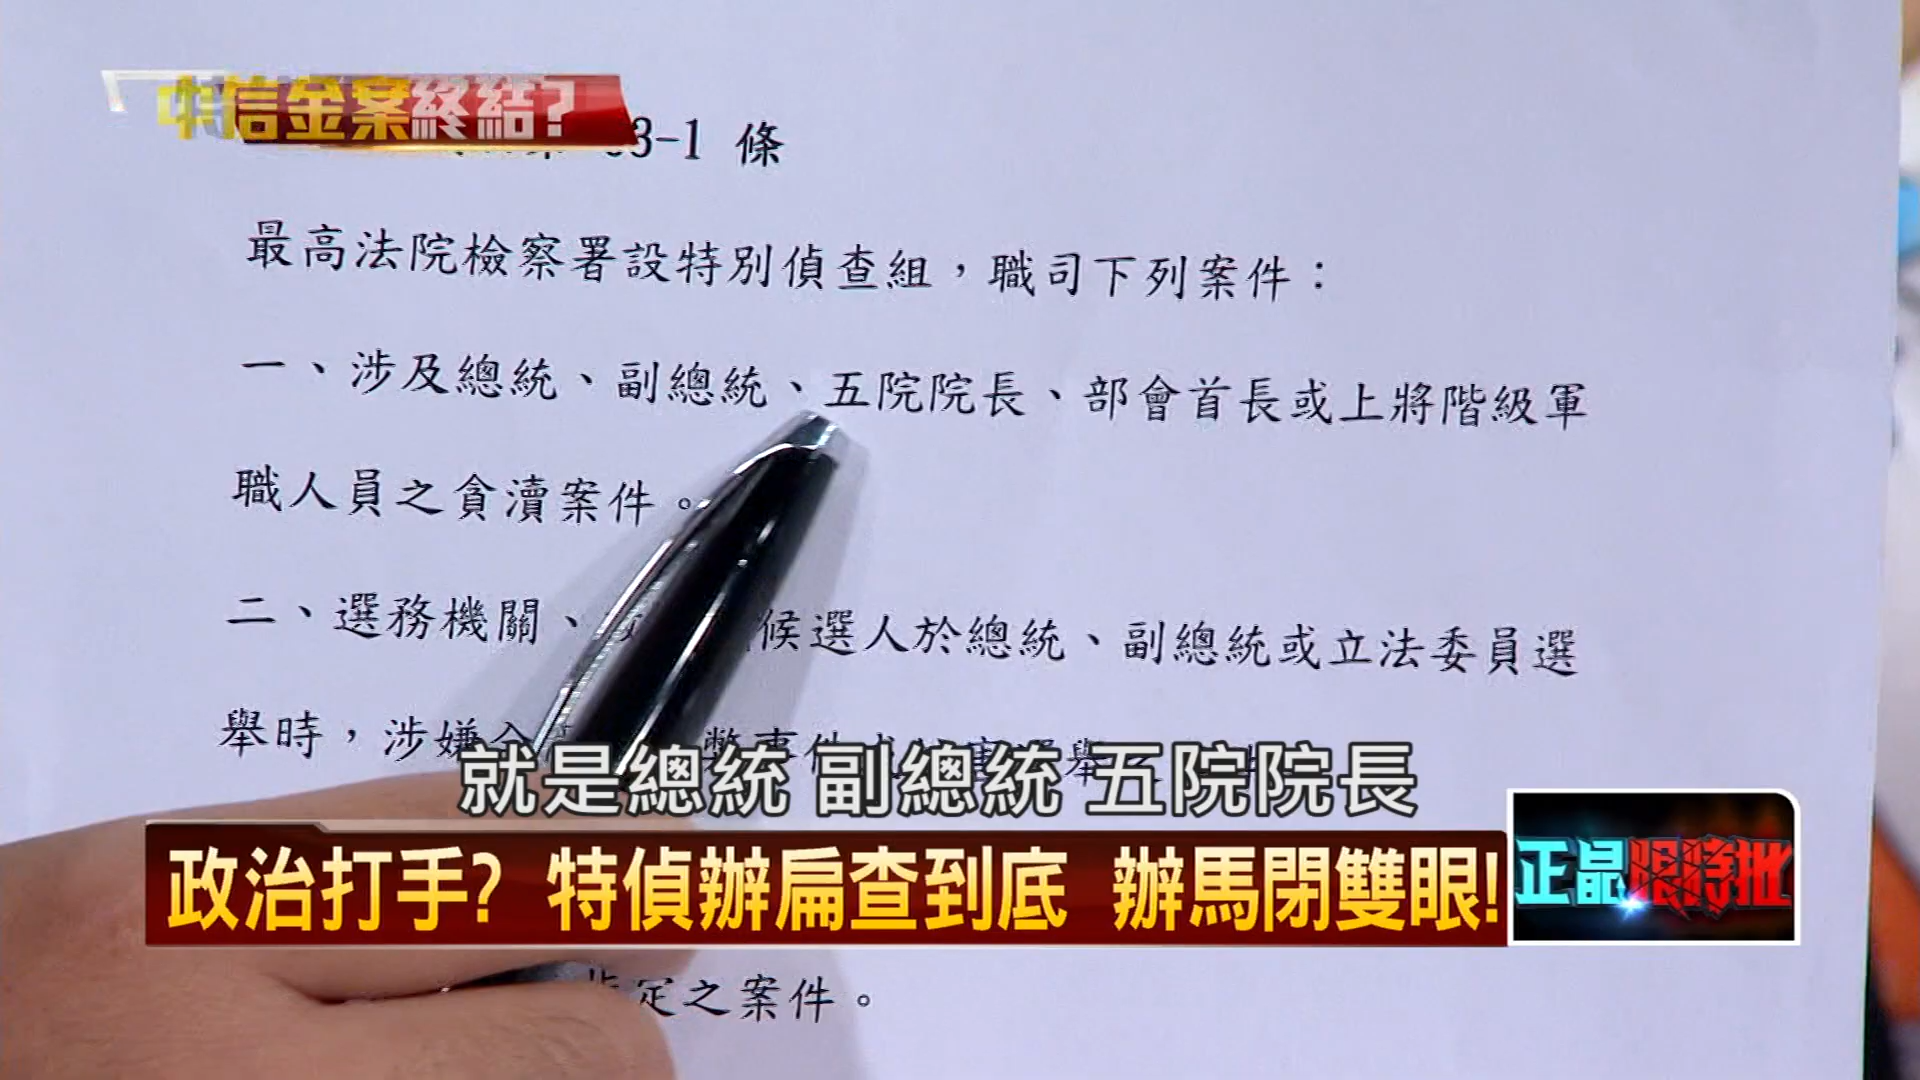 信金案終結?
3-1 條
最高法院檢察署設特別偵查組，職司下列案件：
一、涉及總統、副總統、五院院長、部會首長或上將階級軍
職人員之貪瀆案件。
二、選務機關、 候選人於總統、副總統或立法委員選
舉時，涉嫌
就是總統 副總統 五院院長
政治打手? 特偵辦扁查到底 辦馬閉雙眼!
正晶限時批
定之案件。